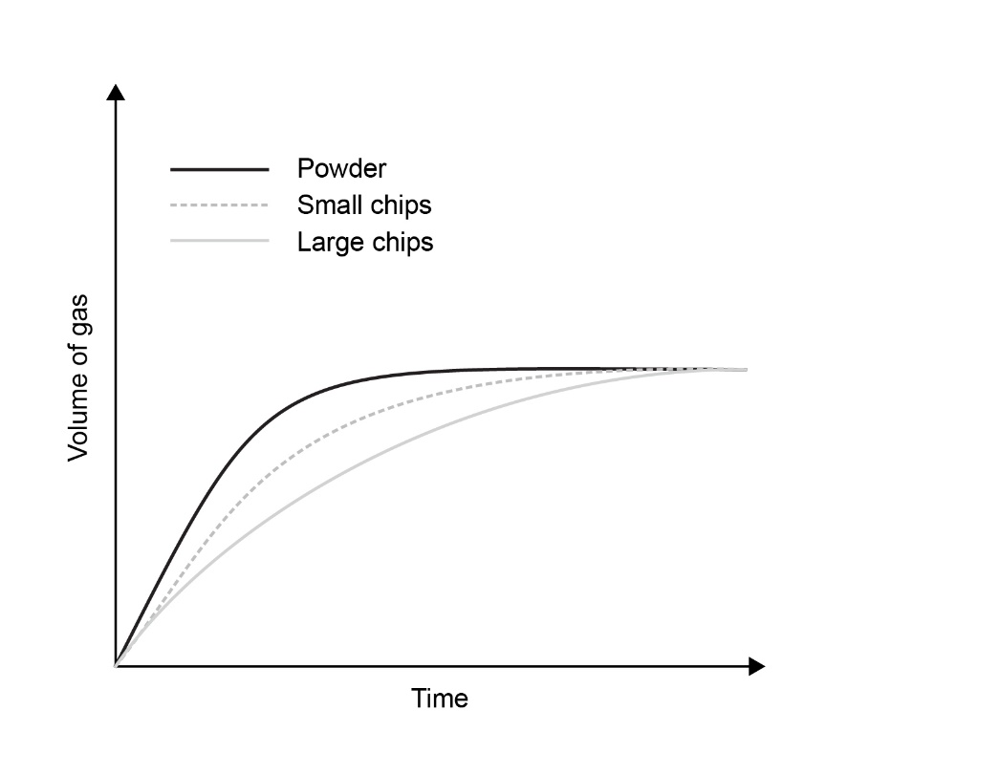 Powder
Small chips
Large chips
Volume of gas
Time